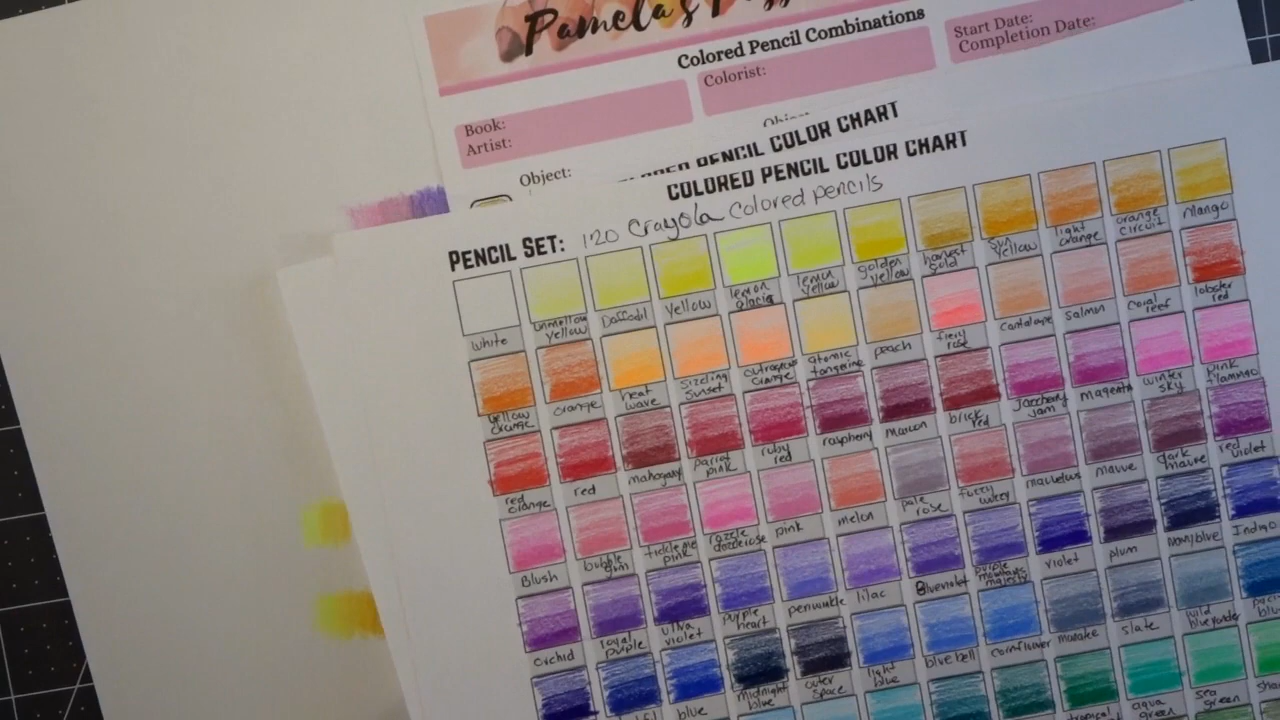 Pamela's
Colored Pencil Combinations
Start Date:
Completion Date:
Colorist:
Book:
Artist:
Object:
PENCIL COLOR CHART
COLORED PENCIL COLOR CHART
PENCIL SET: 120 Crayola Colored pencils
white unmellow yellow Daffodil yellow lemon glacier lemon yellow golden yellow harvest gold Sun Yellow light orange orange circuit Mango
yellow orange orange heat wave Sizzling Sunset outrageous orange atomic tangerine peach fiery rose cantalope salmon Coral reef lobster red
red orange red mahogany parrot pink ruby red raspberry maroon brick red Jazzberry Jam magenta winter sky pink flamingo
Blush bubble gum tickle me pink razzle dazzle rose pink melon pale rose fuzzy wuzzy mauvelous mauve dark mauve red violet
orchid royal purple ultra violet purple heart periwinkle lilac Blueviolet purple mountains majesty violet plum navy blue Indigo
blue midnight blue outer space light blue blue bell cornflower manatee slate wild blue yonder pacific blue
tropical aqua green sea green